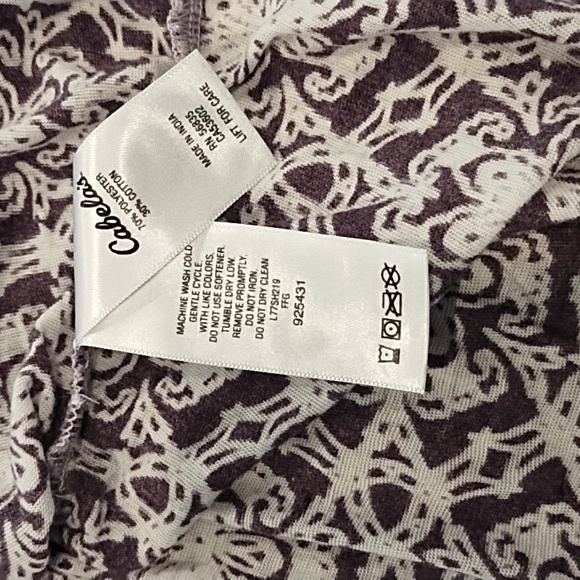 Cabela's
70% POLYESTER
30% COTTON
MADE IN INDIA
RN 56835
CA53602
LIFT FOR CARE
MACHINE WASH COLD
GENTLE CYCLE.
WITH LIKE COLORS.
DO NOT USE SOFTENER.
TUMBLE DRY LOW.
REMOVE PROMPTLY.
DO NOT IRON.
DO NOT DRY CLEAN
L77SH219
FFG
925431